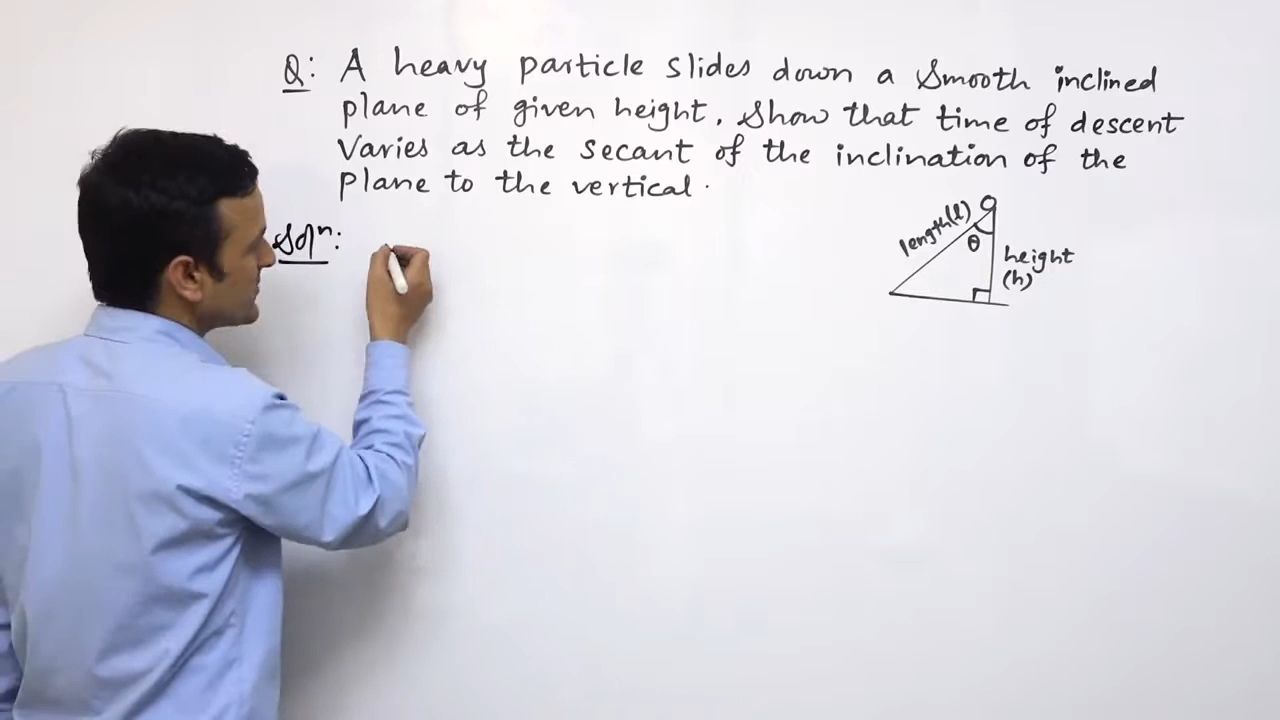 Q: A heavy particle slides down a smooth inclined
plane of given height. Show that time of descent
varies as the secant of the inclination of the
plane to the vertical.
Solⁿ:
length(l)
θ
height
(h)